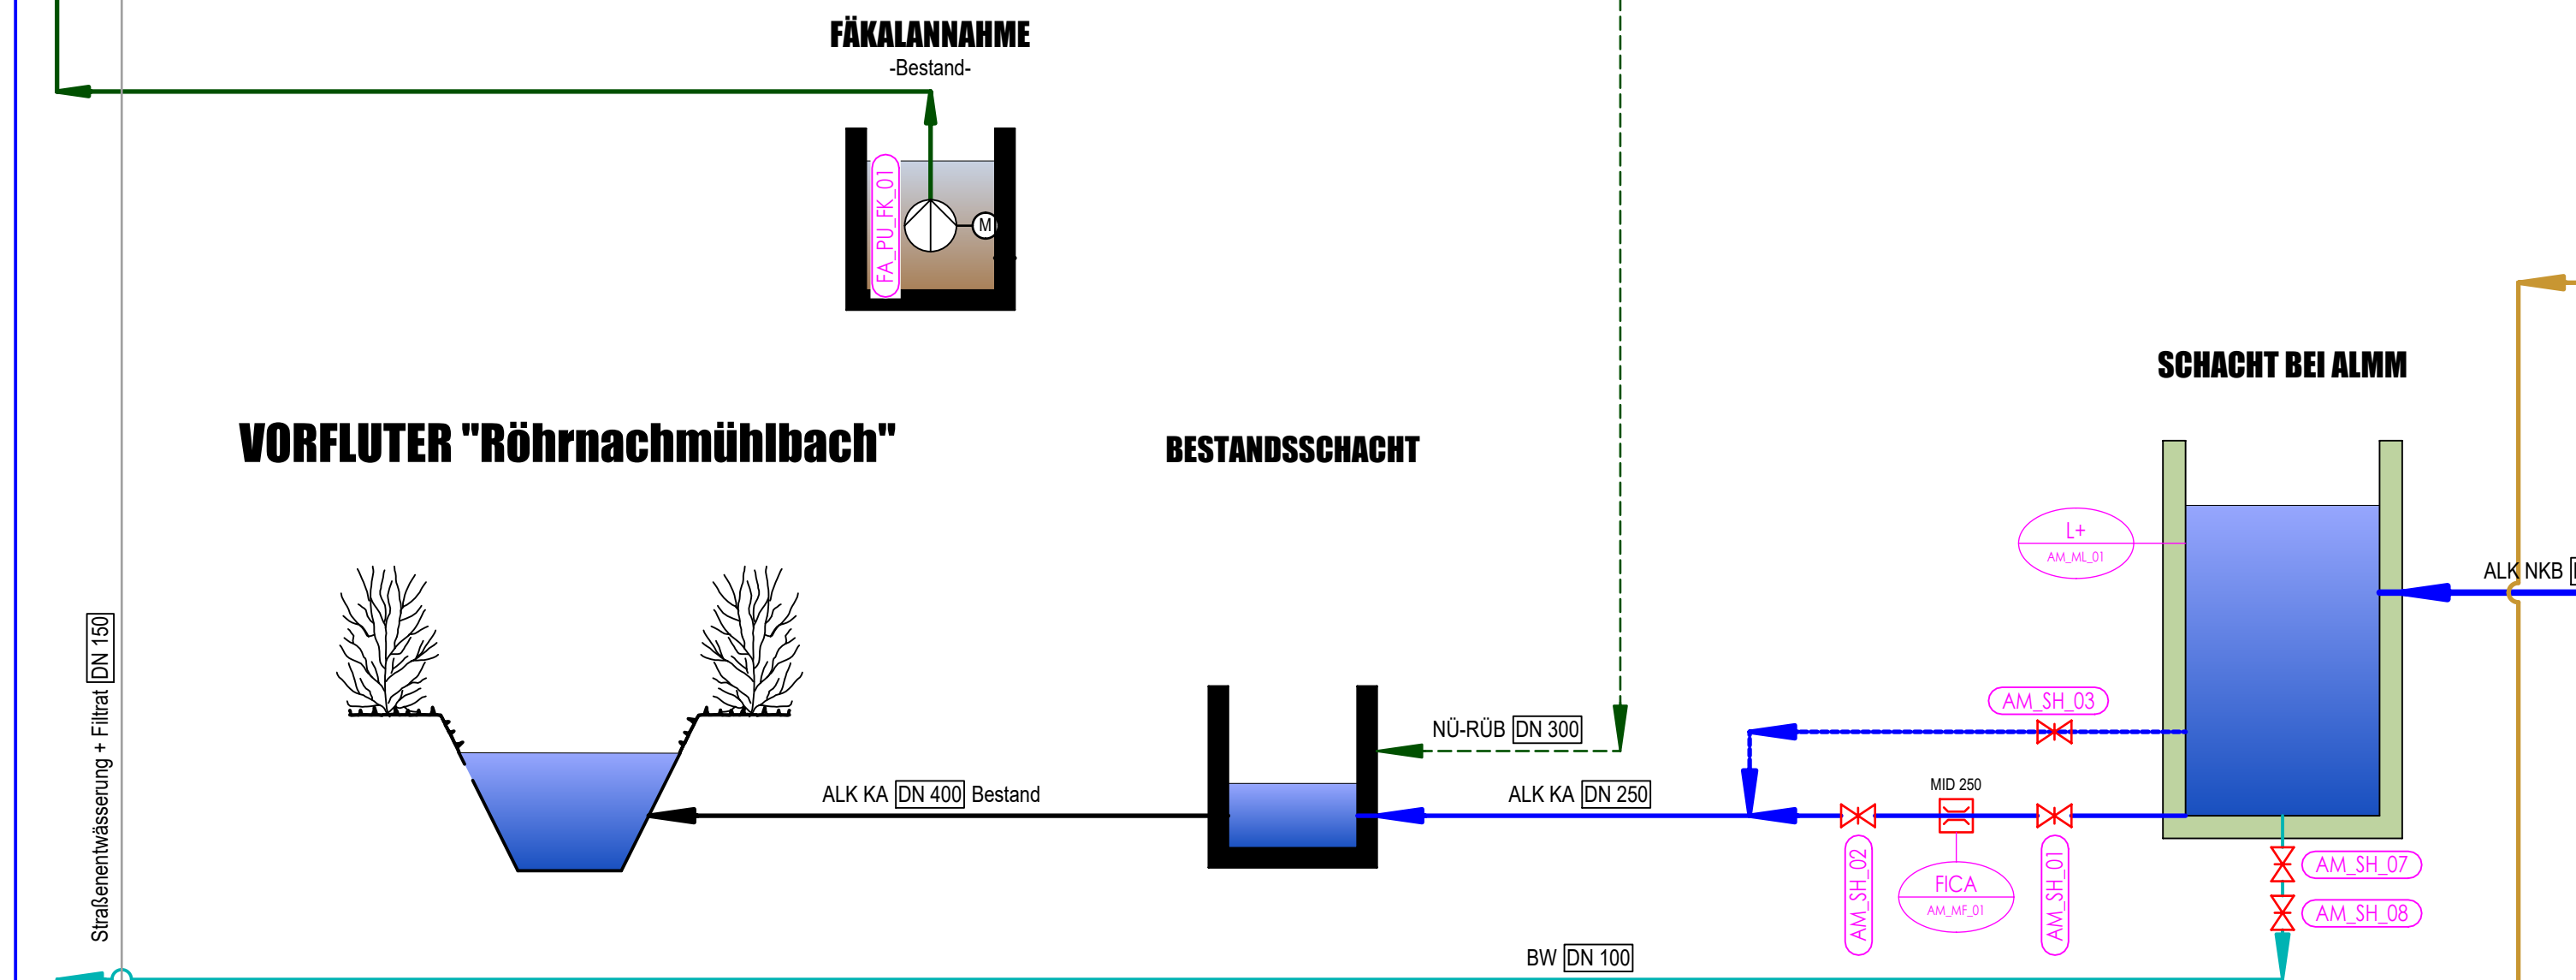 FÄKALANNAHME
-Bestand-
FA_PU_FK_01
M
SCHACHT BEI ALMM
VORFLUTER "Röhrnachmühlbach"
BESTANDSSCHACHT
L+
AM_ML_01
ALK NKB
Straßenentwässerung + Filtrat DN 150
AM_SH_03
NÜ-RÜB DN 300
ALK KA DN 400 Bestand
ALK KA DN 250
MID 250
AM_SH_02
FICA
AM_MF_01
AM_SH_01
AM_SH_07
AM_SH_08
BW DN 100